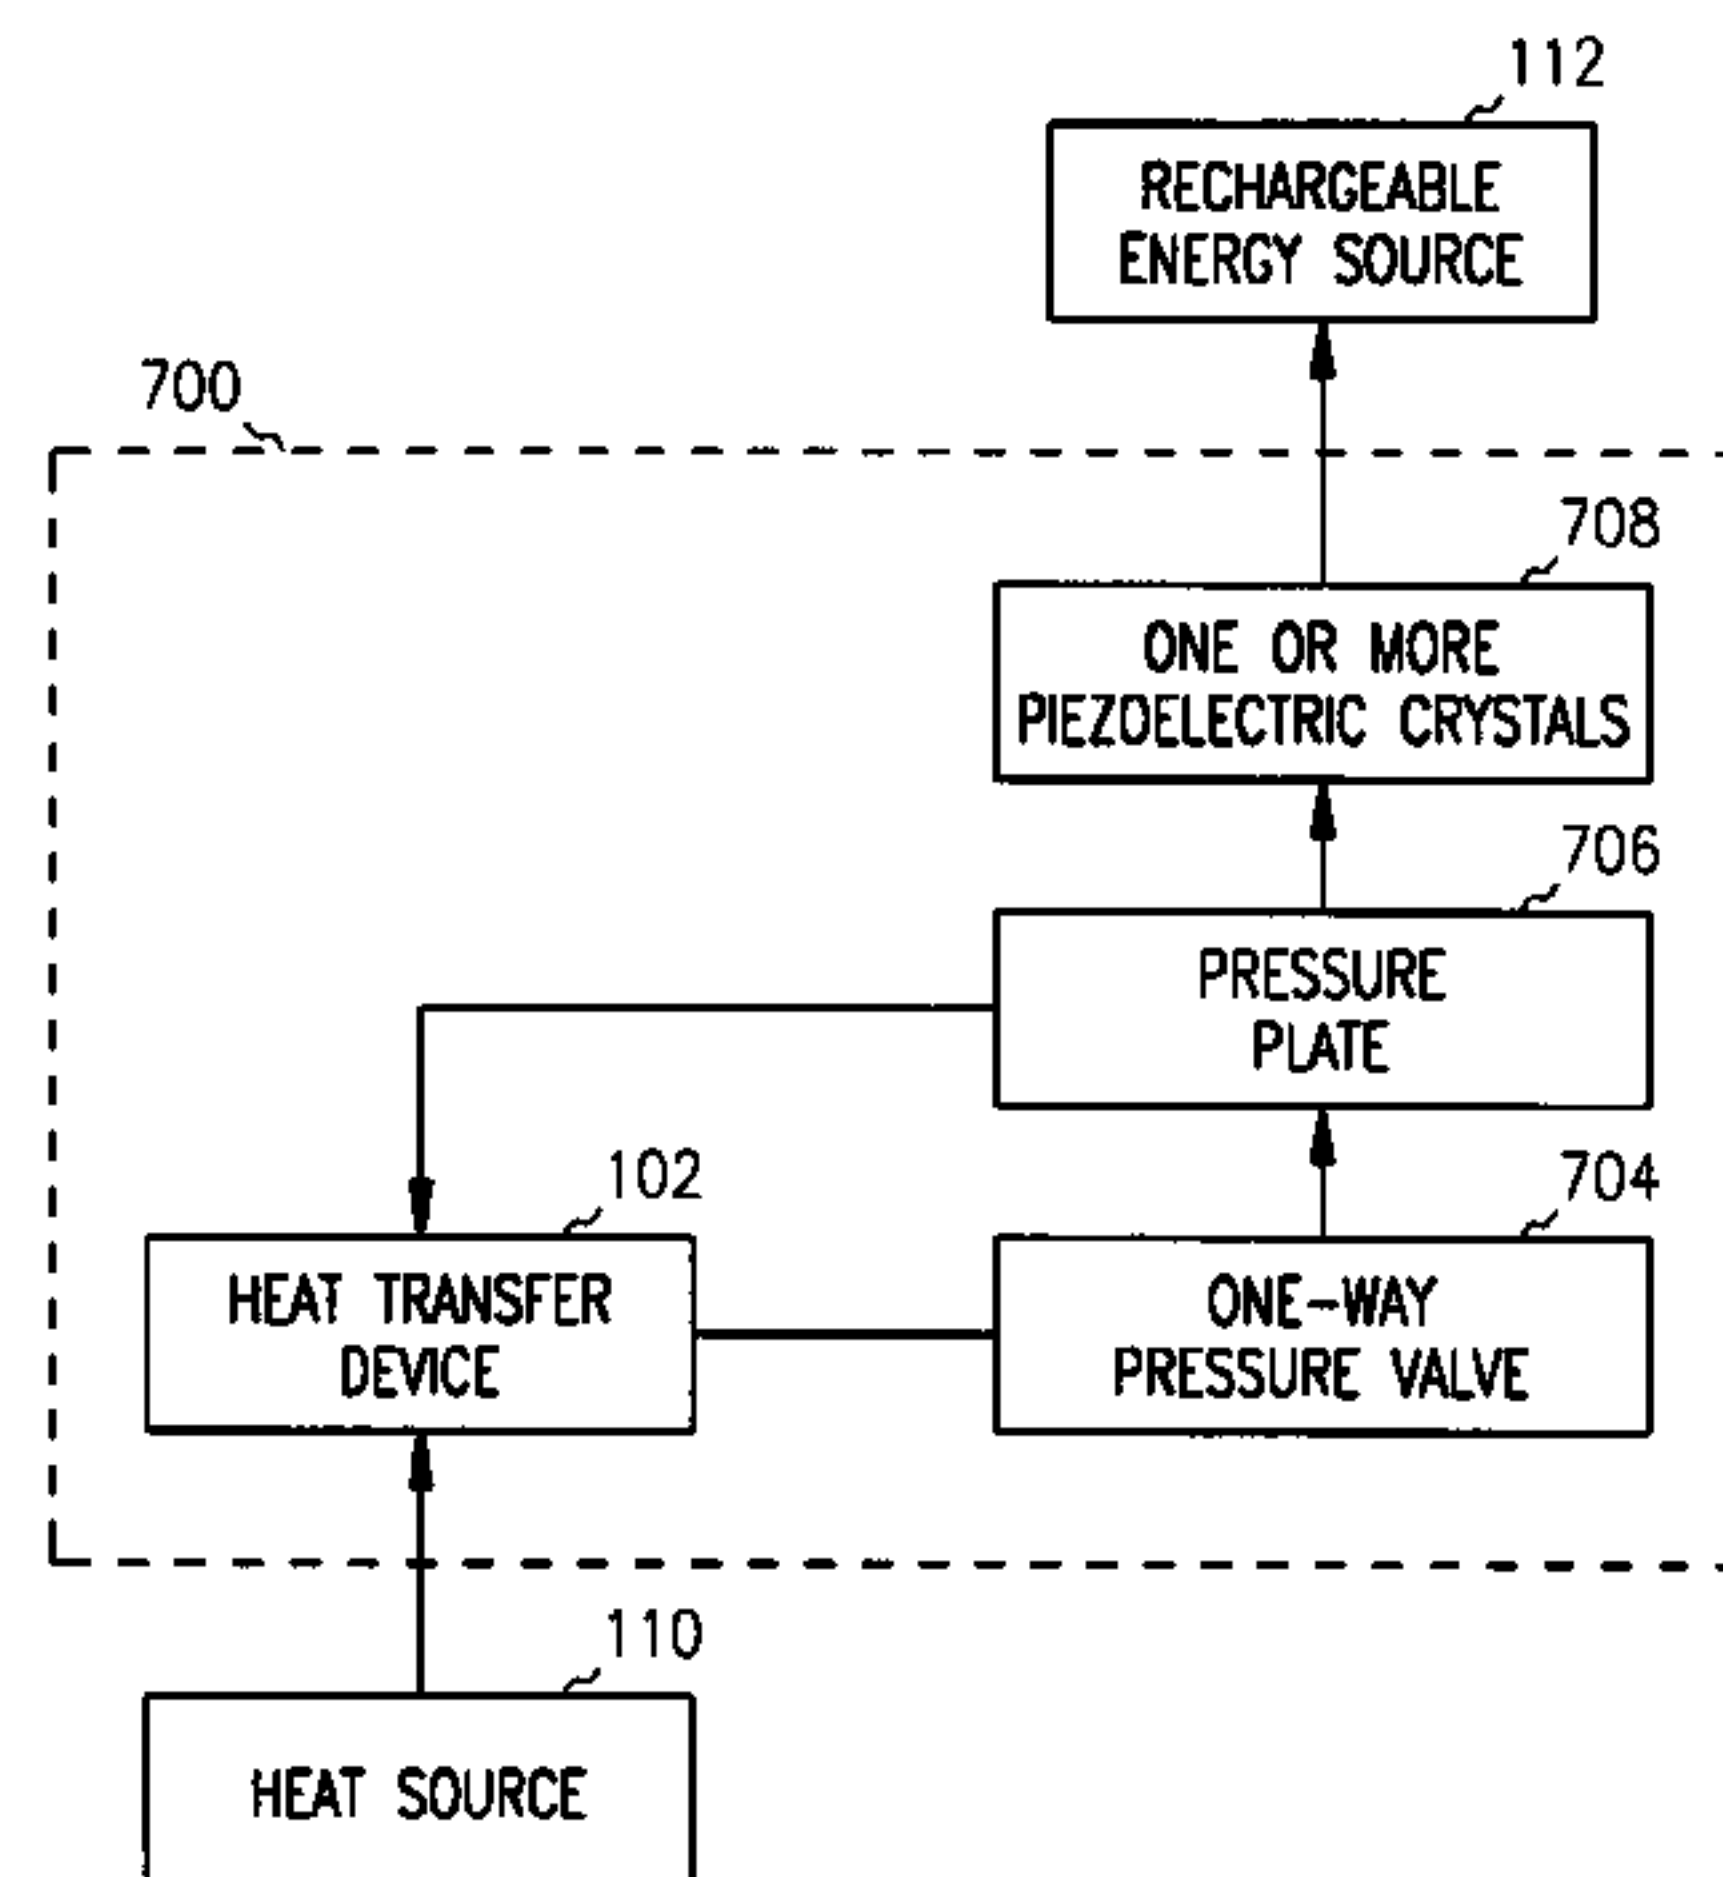 112
RECHARGEABLE
ENERGY SOURCE
700
708
ONE OR MORE
PIEZOELECTRIC CRYSTALS
706
PRESSURE
PLATE
102
704
HEAT TRANSFER
DEVICE
ONE-WAY
PRESSURE VALVE
110
HEAT SOURCE